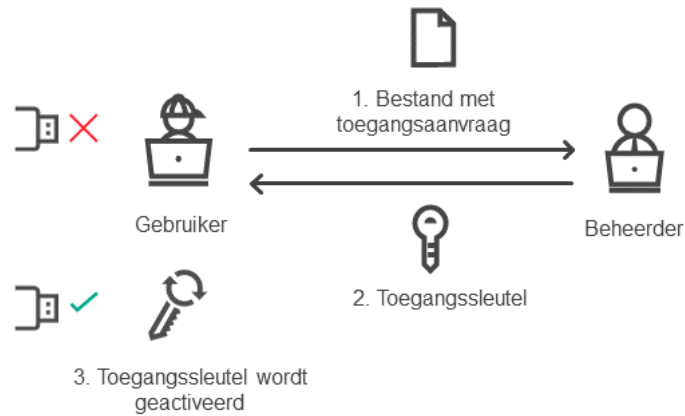 1. Bestand met
toegangsaanvraag
Gebruiker
Beheerder
2. Toegangssleutel
3. Toegangssleutel wordt
geactiveerd